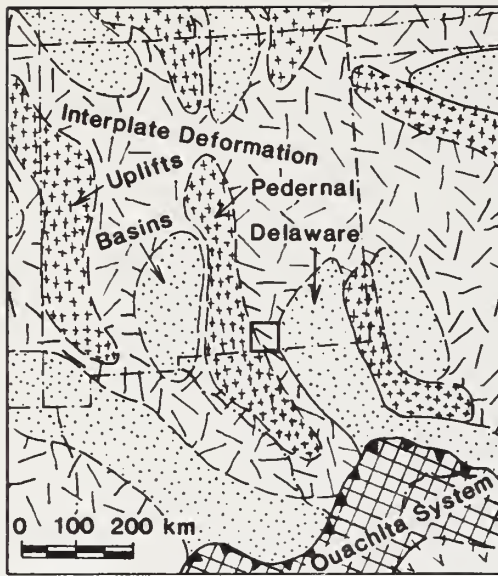 Interplate Deformation
Uplifts
Pedernal
Basins
Delaware
0 100 200 km
Ouachita System